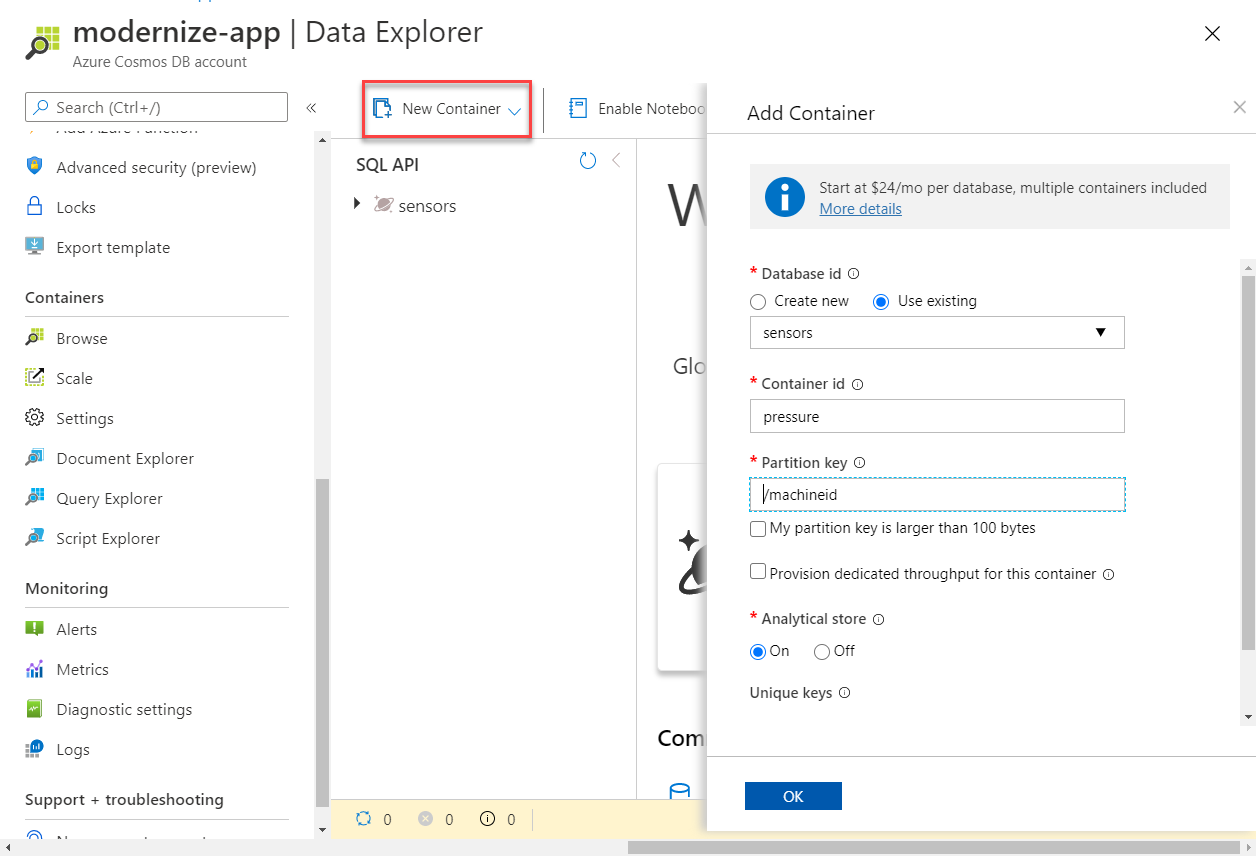 modernize-app | Data Explorer
Azure Cosmos DB account
Search (Ctrl+/)
«
Add Azure Function
Advanced security (preview)
Locks
Export template
Containers
Browse
Scale
Settings
Document Explorer
Query Explorer
Script Explorer
Monitoring
Alerts
Metrics
Diagnostic settings
Logs
Support + troubleshooting
New Container
Enable Noteboo
SQL API
sensors
W
Glo
Com
0 0 0
Add Container
Start at $24/mo per database, multiple containers included
More details
* Database id
Create new Use existing
sensors
* Container id
pressure
* Partition key
/machineid
My partition key is larger than 100 bytes
Provision dedicated throughput for this container
* Analytical store
On Off
Unique keys
OK